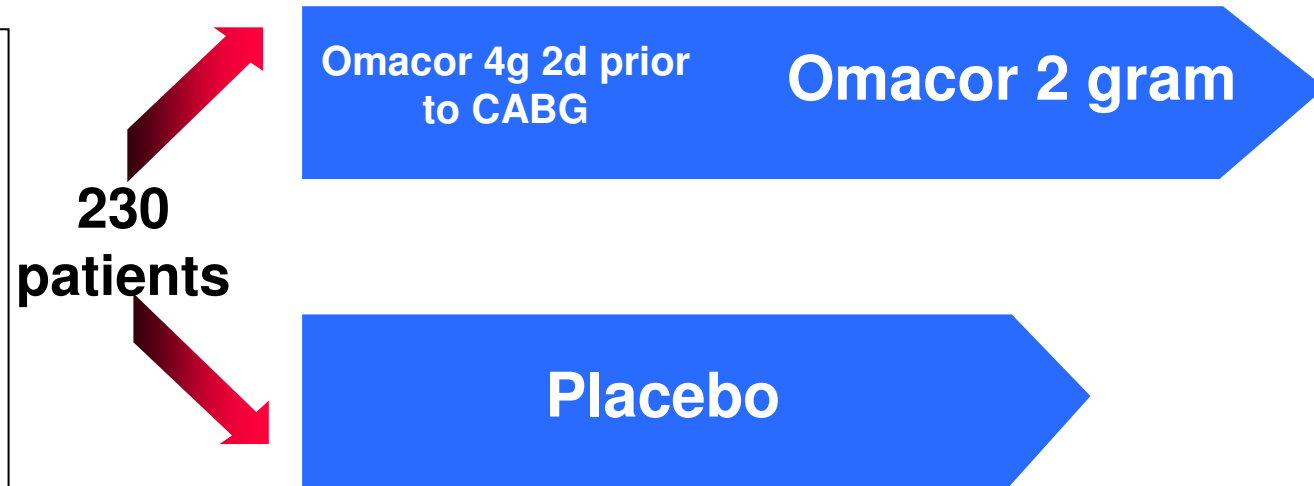 Omacor 4g 2d prior
to CABG
Omacor 2 gram
230
patients
Placebo